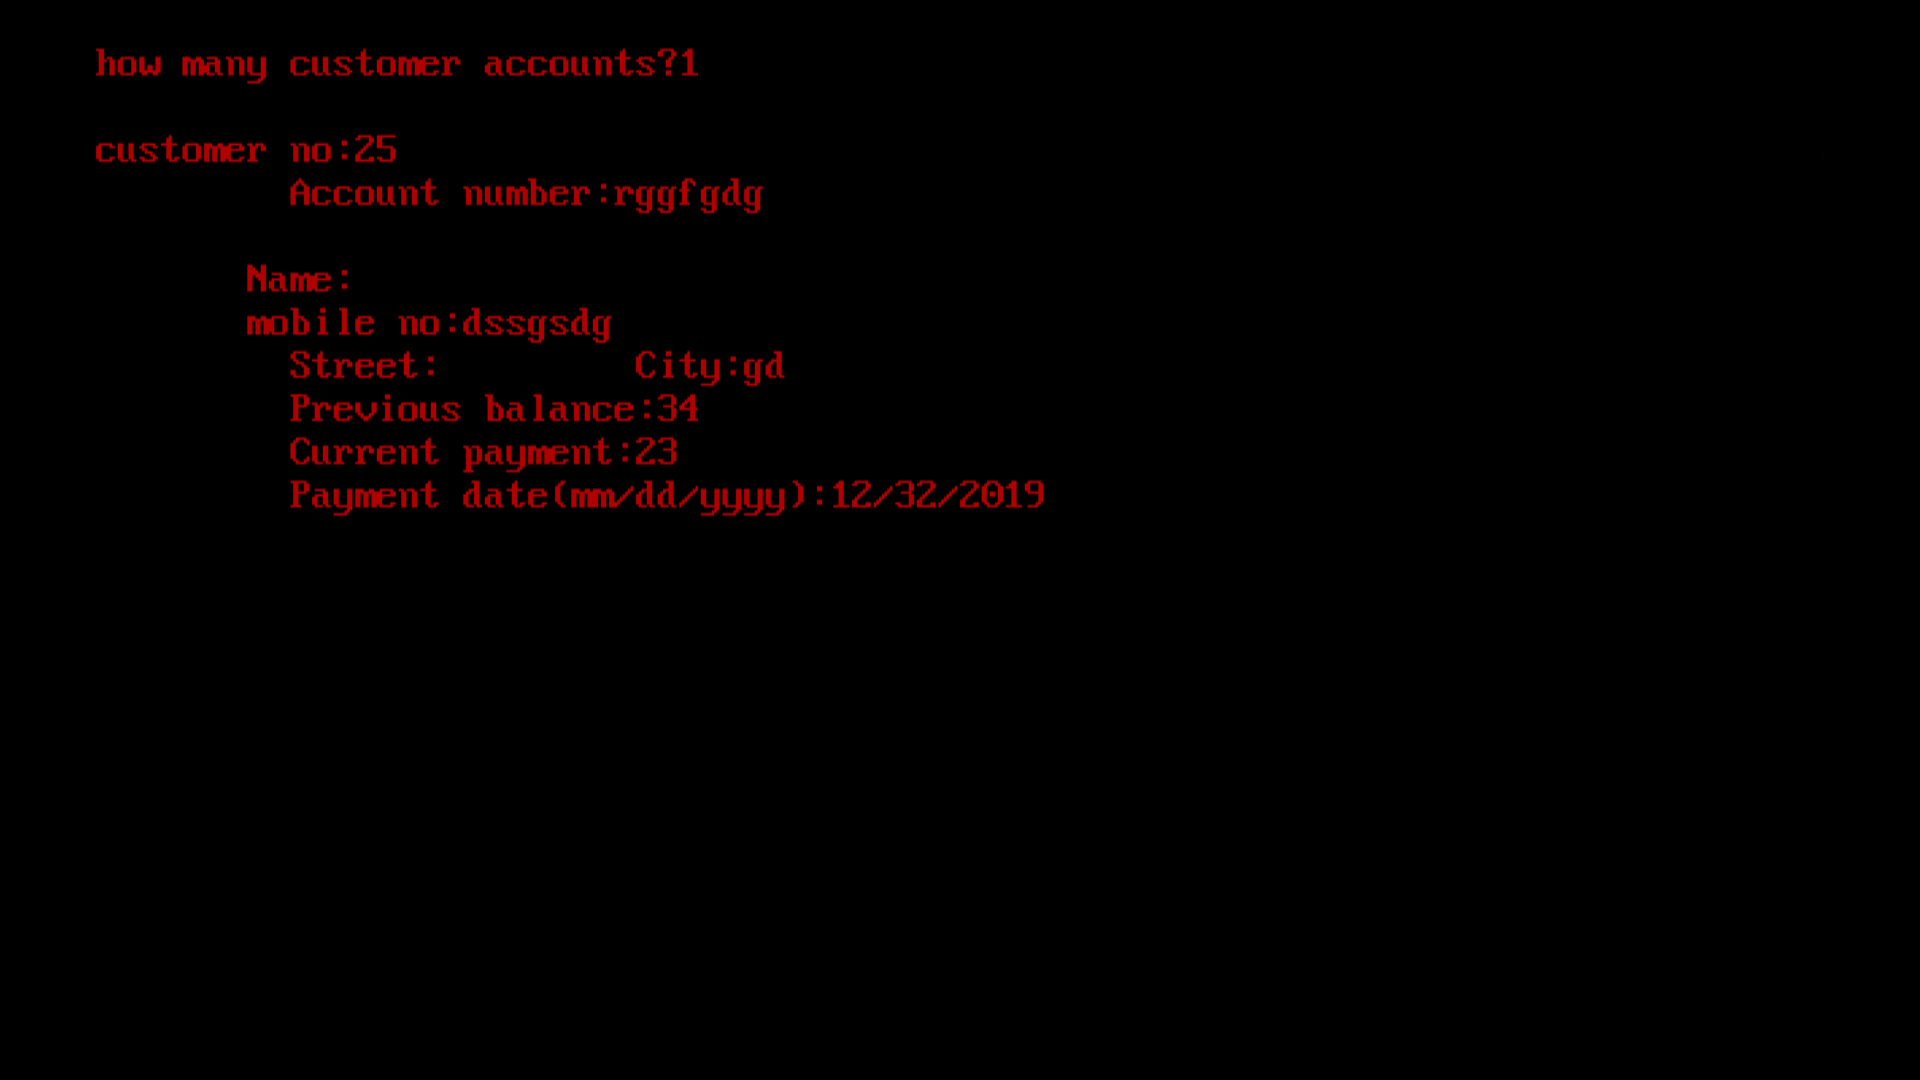 how many customer accounts?1
customer no:25
Account number:rggfgdg
Name:
mobile no:dssgsdg
Street: City:gd
Previous balance:34
Current payment:23
Payment date(mm/dd/yyyy):12/32/2019